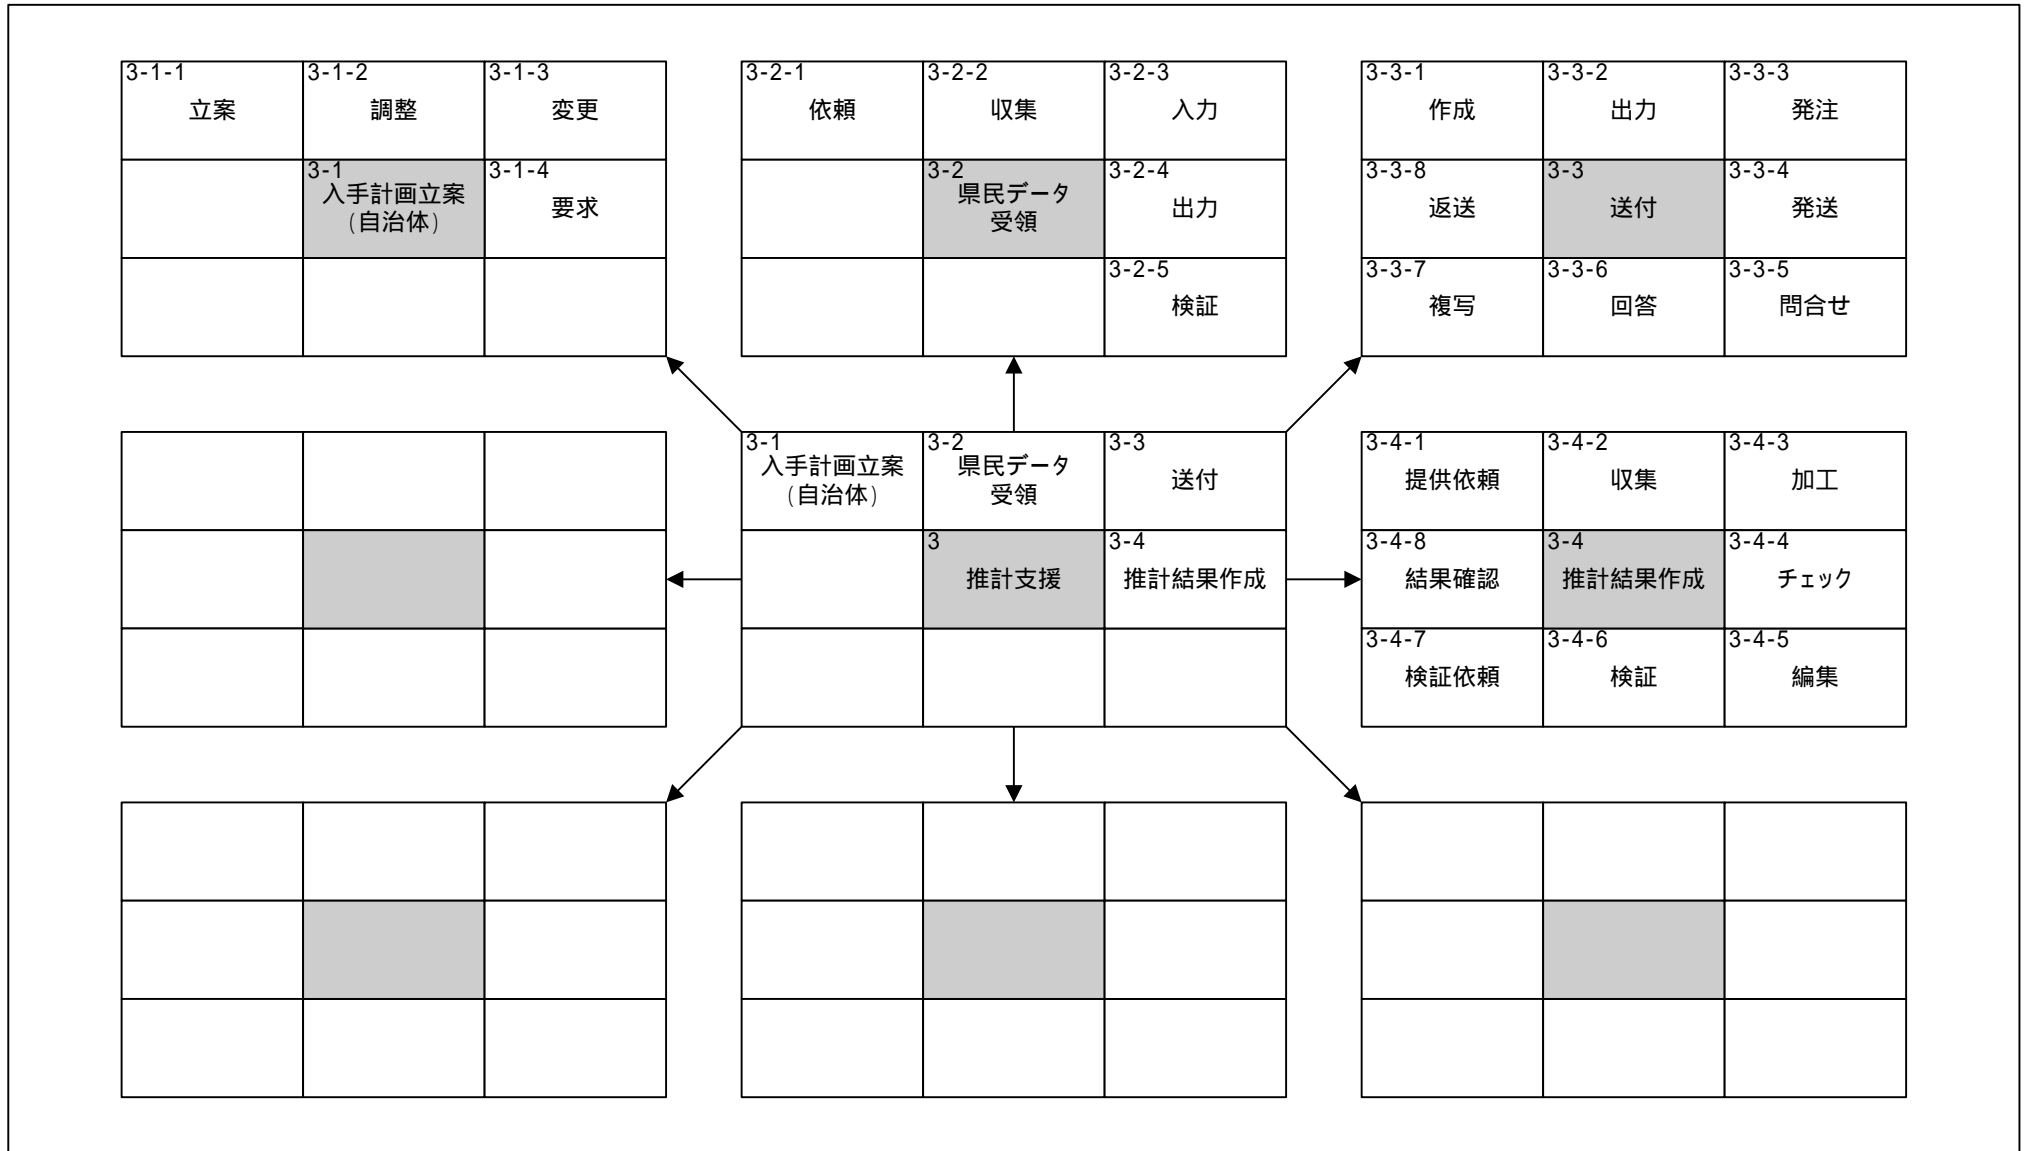 3-1-1
立案
3-1-2
調整
3-1-3
変更
3-1
入手計画立案
(自治体)
3-1-4
要求
3-2-1
依頼
3-2-2
収集
3-2-3
入力
3-2
県民データ
受領
3-2-4
出力
3-2-5
検証
3-3-1
作成
3-3-2
出力
3-3-3
発注
3-3-8
返送
3-3
送付
3-3-4
発送
3-3-7
複写
3-3-6
回答
3-3-5
問合せ
3-1
入手計画立案
(自治体)
3-2
県民データ
受領
3-3
送付
3
推計支援
3-4
推計結果作成
3-4-1
提供依頼
3-4-2
収集
3-4-3
加工
3-4-8
結果確認
3-4
推計結果作成
3-4-4
チェック
3-4-7
検証依頼
3-4-6
検証
3-4-5
編集